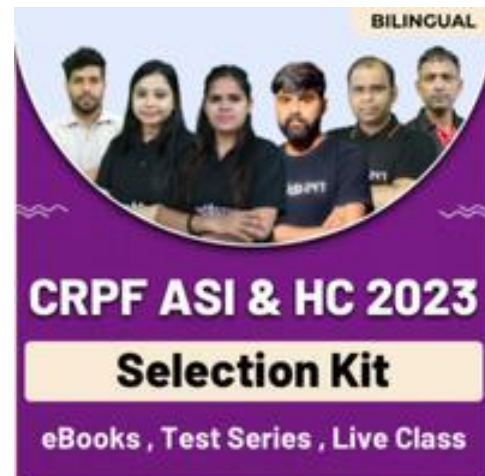 BILINGUAL
CRPF ASI & HC 2023
Selection Kit
eBooks , Test Series , Live Class